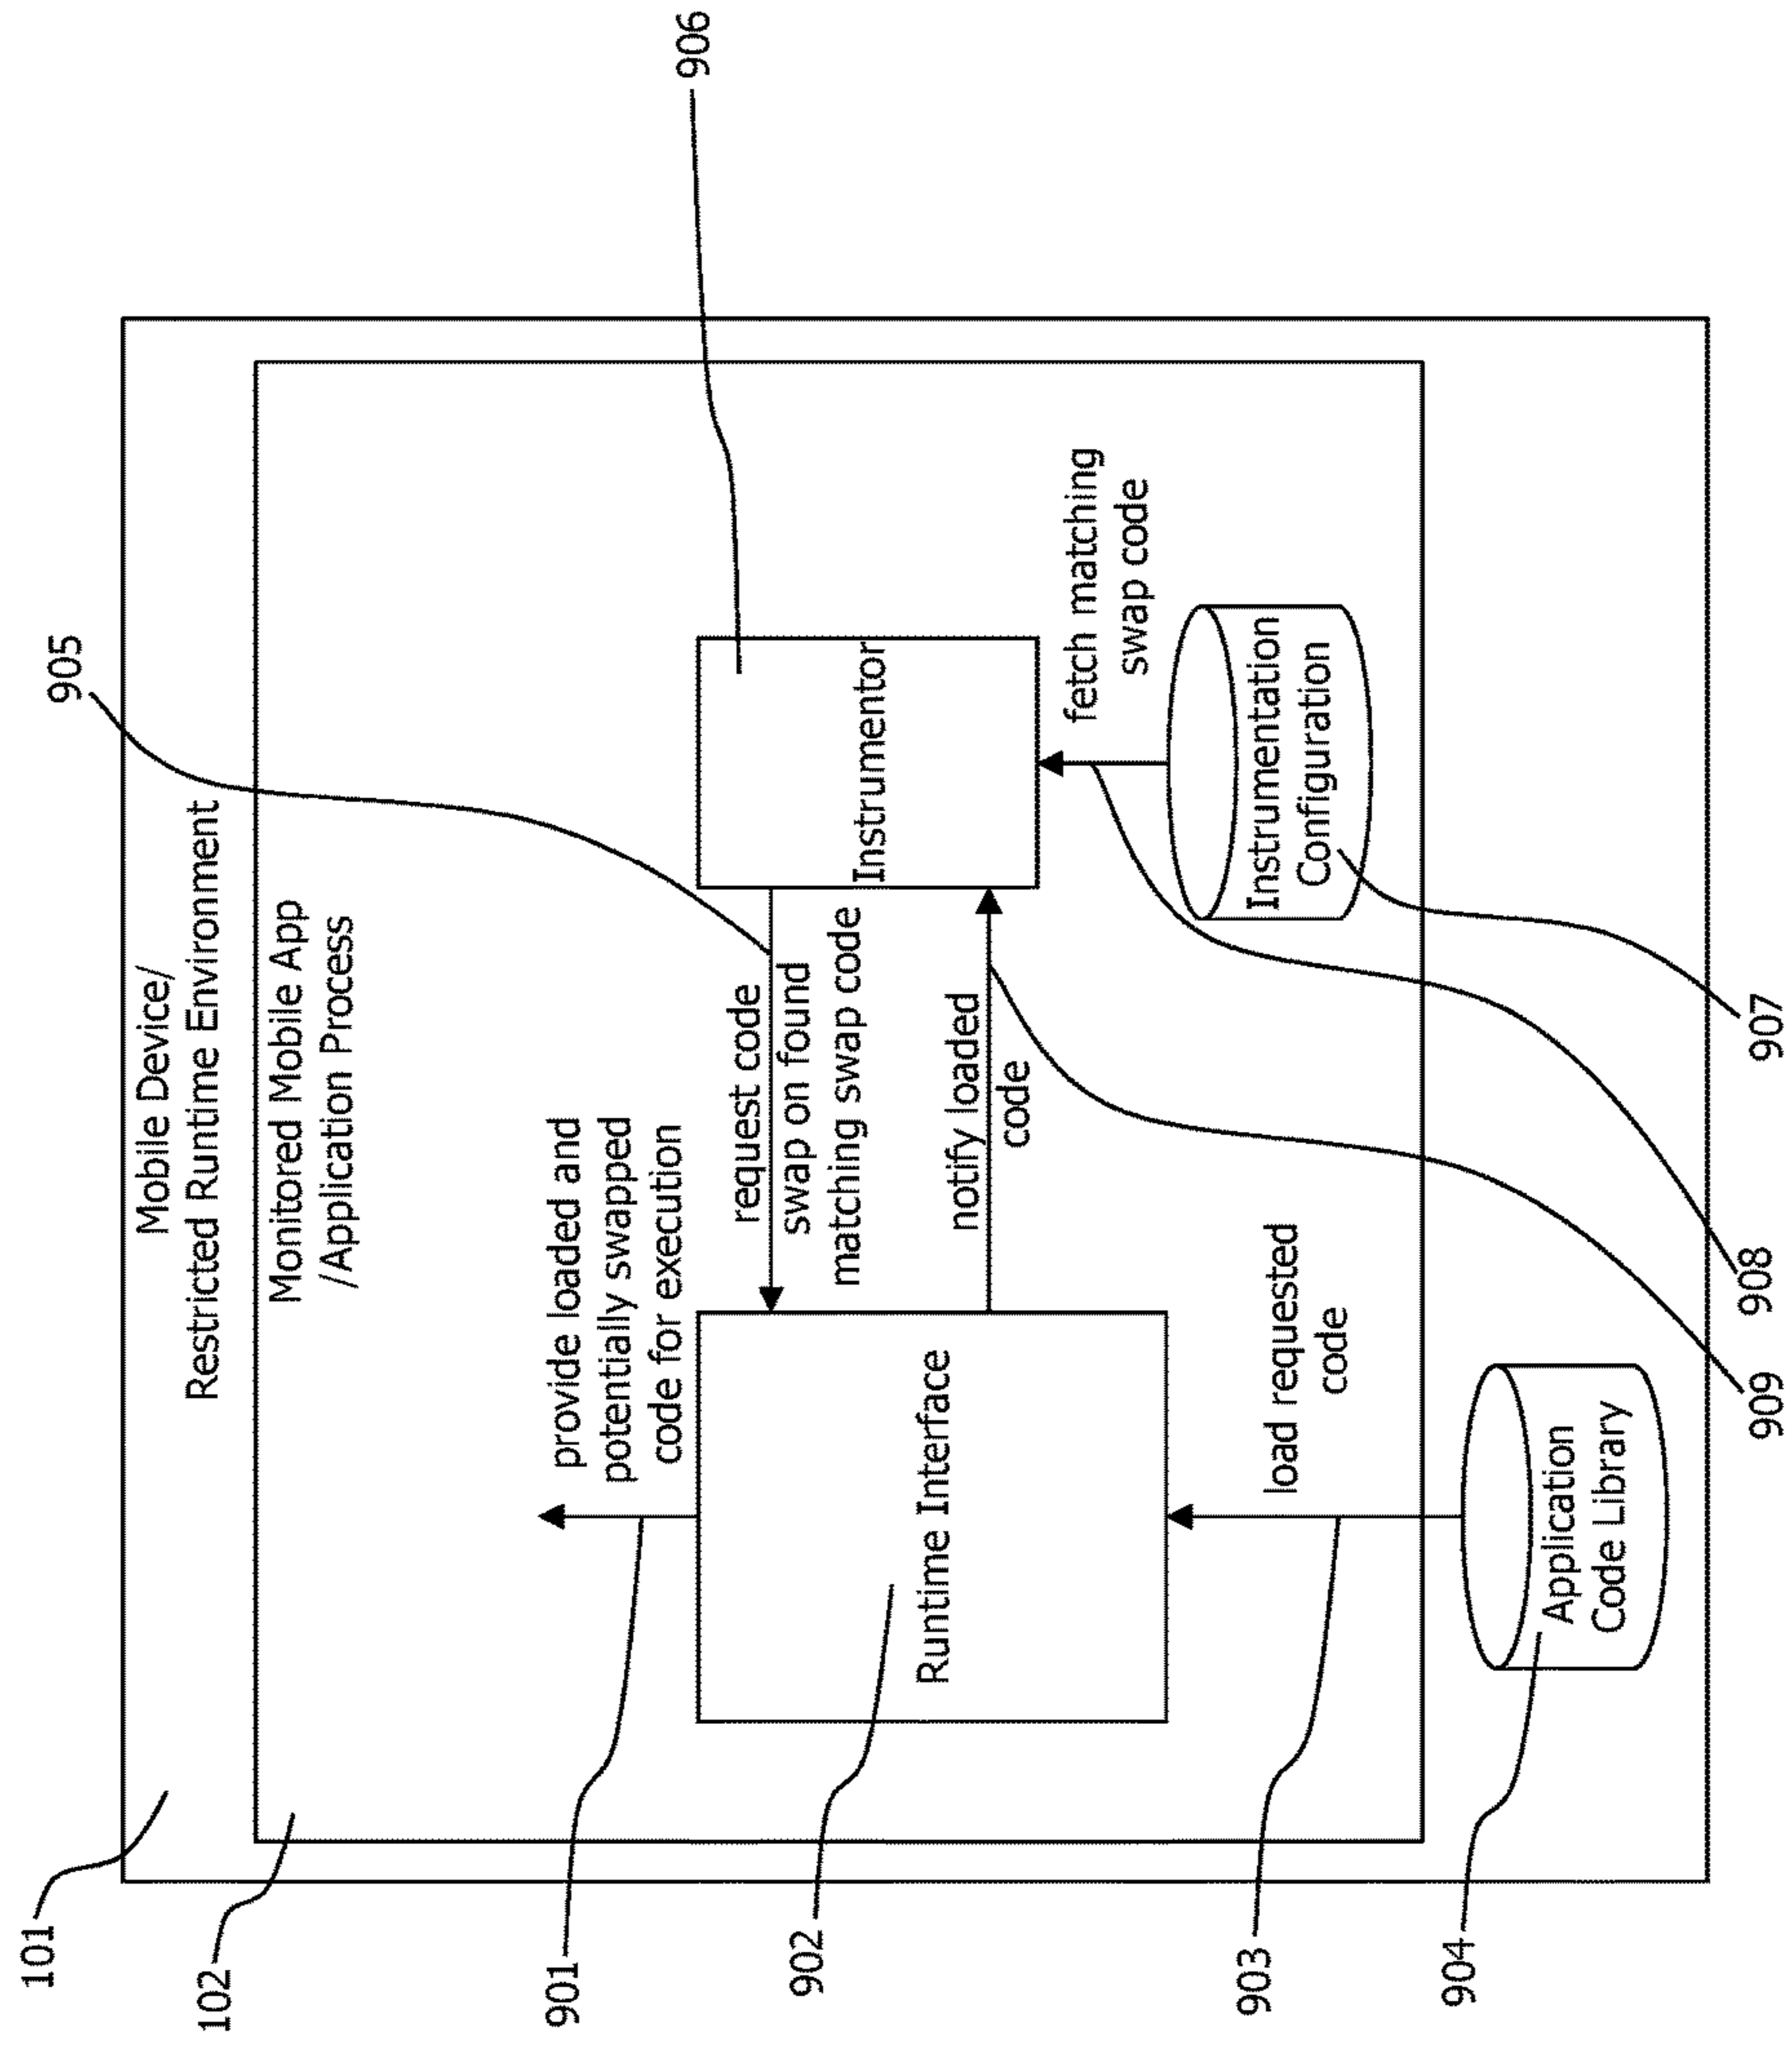 101
Mobile Device/
Restricted Runtime Environment
905
102
Monitored Mobile App
/Application Process
901
provide loaded and
potentially swapped
code for execution
906
request code
swap on found
matching swap code
902
Runtime Interface
Instrumentor
notify loaded
code
fetch matching
swap code
903
load requested
code
Instrumentation
Configuration
904
Application
Code Library
909
908
907